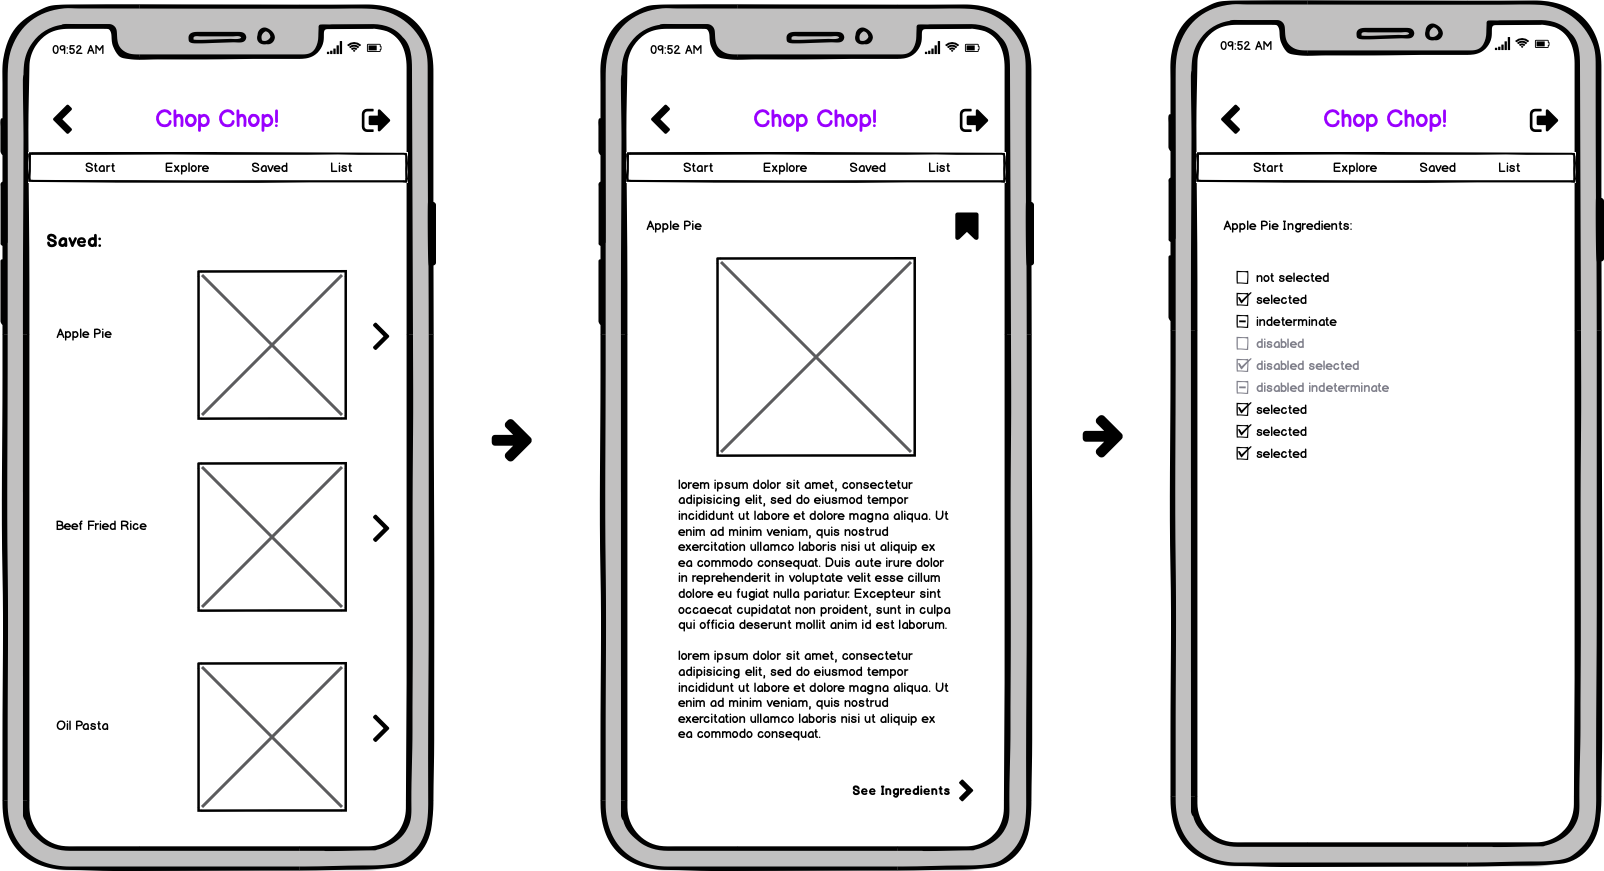 09:52 AM
Chop Chop!
Start Explore Saved List
Saved:
Apple Pie
Beef Fried Rice
Oil Pasta
09:52 AM
Chop Chop!
Start Explore Saved List
Apple Pie
lorem ipsum dolor sit amet, consectetur
adipisicing elit, sed do eiusmod tempor
incididunt ut labore et dolore magna aliqua. Ut
enim ad minim veniam, quis nostrud
exercitation ullamco laboris nisi ut aliquip ex
ea commodo consequat. Duis aute irure dolor
in reprehenderit in voluptate velit esse cillum
dolore eu fugiat nulla pariatur. Excepteur sint
occaecat cupidatat non proident, sunt in culpa
qui officia deserunt mollit anim id est laborum.
lorem ipsum dolor sit amet, consectetur
adipisicing elit, sed do eiusmod tempor
incididunt ut labore et dolore magna aliqua. Ut
enim ad minim veniam, quis nostrud
exercitation ullamco laboris nisi ut aliquip ex
ea commodo consequat.
See Ingredients
09:52 AM
Chop Chop!
Start Explore Saved List
Apple Pie Ingredients:
not selected
selected
indeterminate
disabled
disabled selected
disabled indeterminate
selected
selected
selected